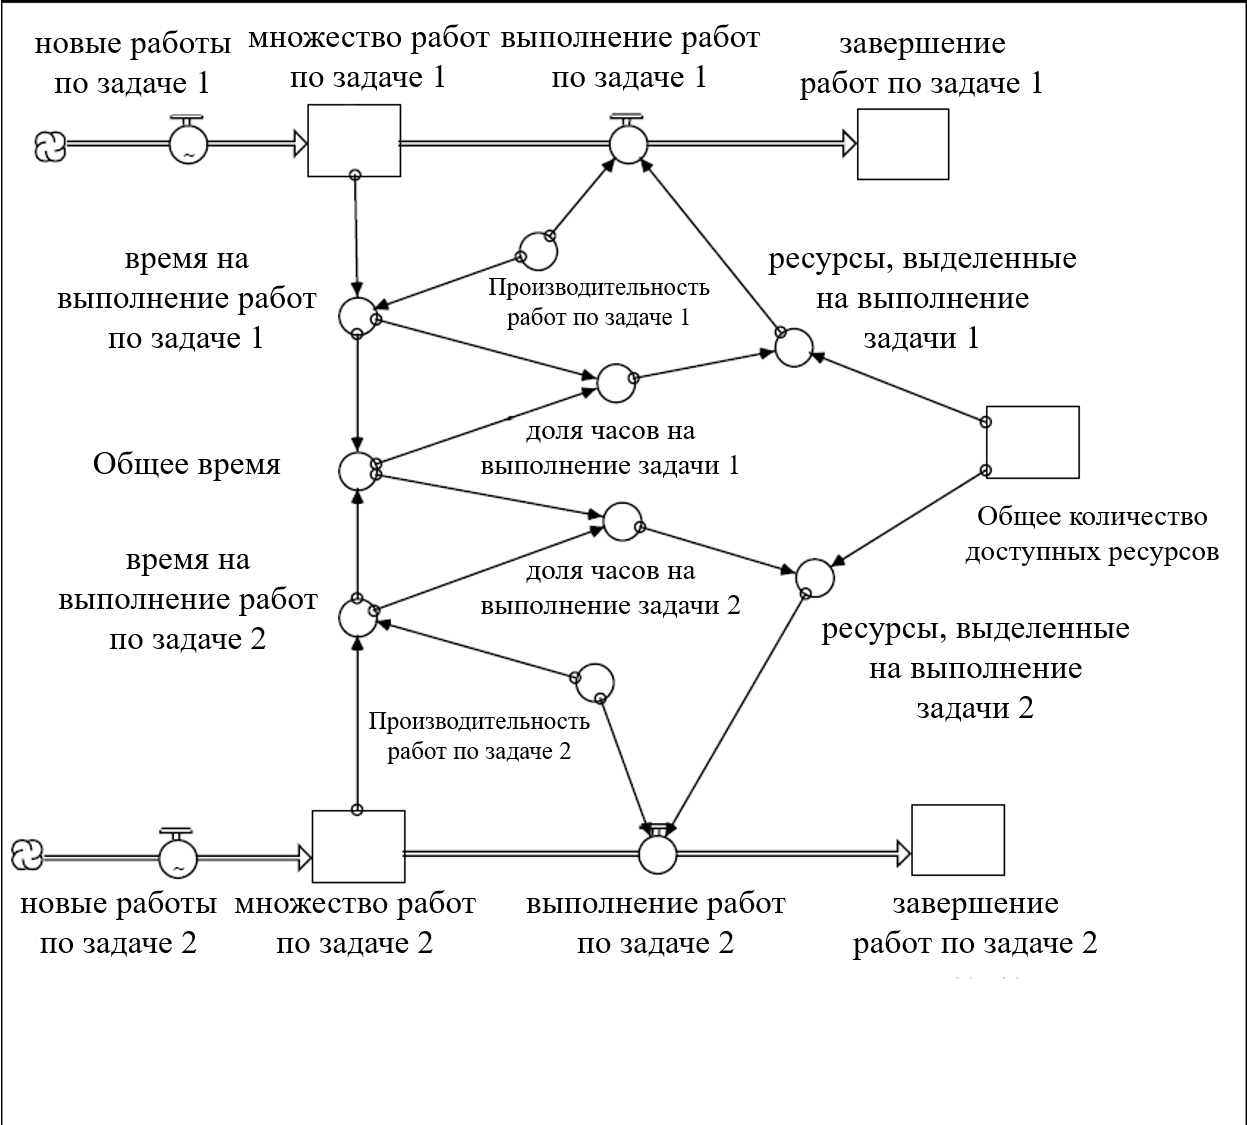 новые работы
по задаче 1
множество работ
по задаче 1
выполнение работ
по задаче 1
завершение
работ по задаче 1
~
время на
выполнение работ
по задаче 1
Производительность
работ по задаче 1
ресурсы, выделенные
на выполнение
задачи 1
доля часов на
выполнение задачи 1
Общее время
Общее количество
доступных ресурсов
время на
выполнение работ
по задаче 2
доля часов на
выполнение задачи 2
ресурсы, выделенные
на выполнение
задачи 2
Производительность
работ по задаче 2
~
новые работы
по задаче 2
множество работ
по задаче 2
выполнение работ
по задаче 2
завершение
работ по задаче 2